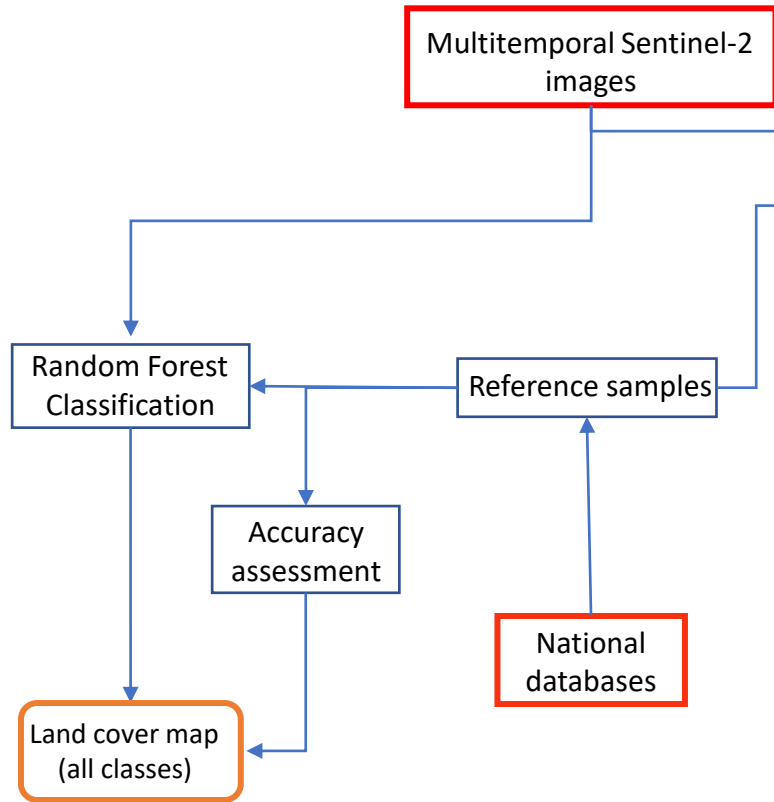 Multitemporal Sentinel-2
images
Random Forest
Classification
Reference samples
Accuracy
assessment
National
databases
Land cover map
(all classes)